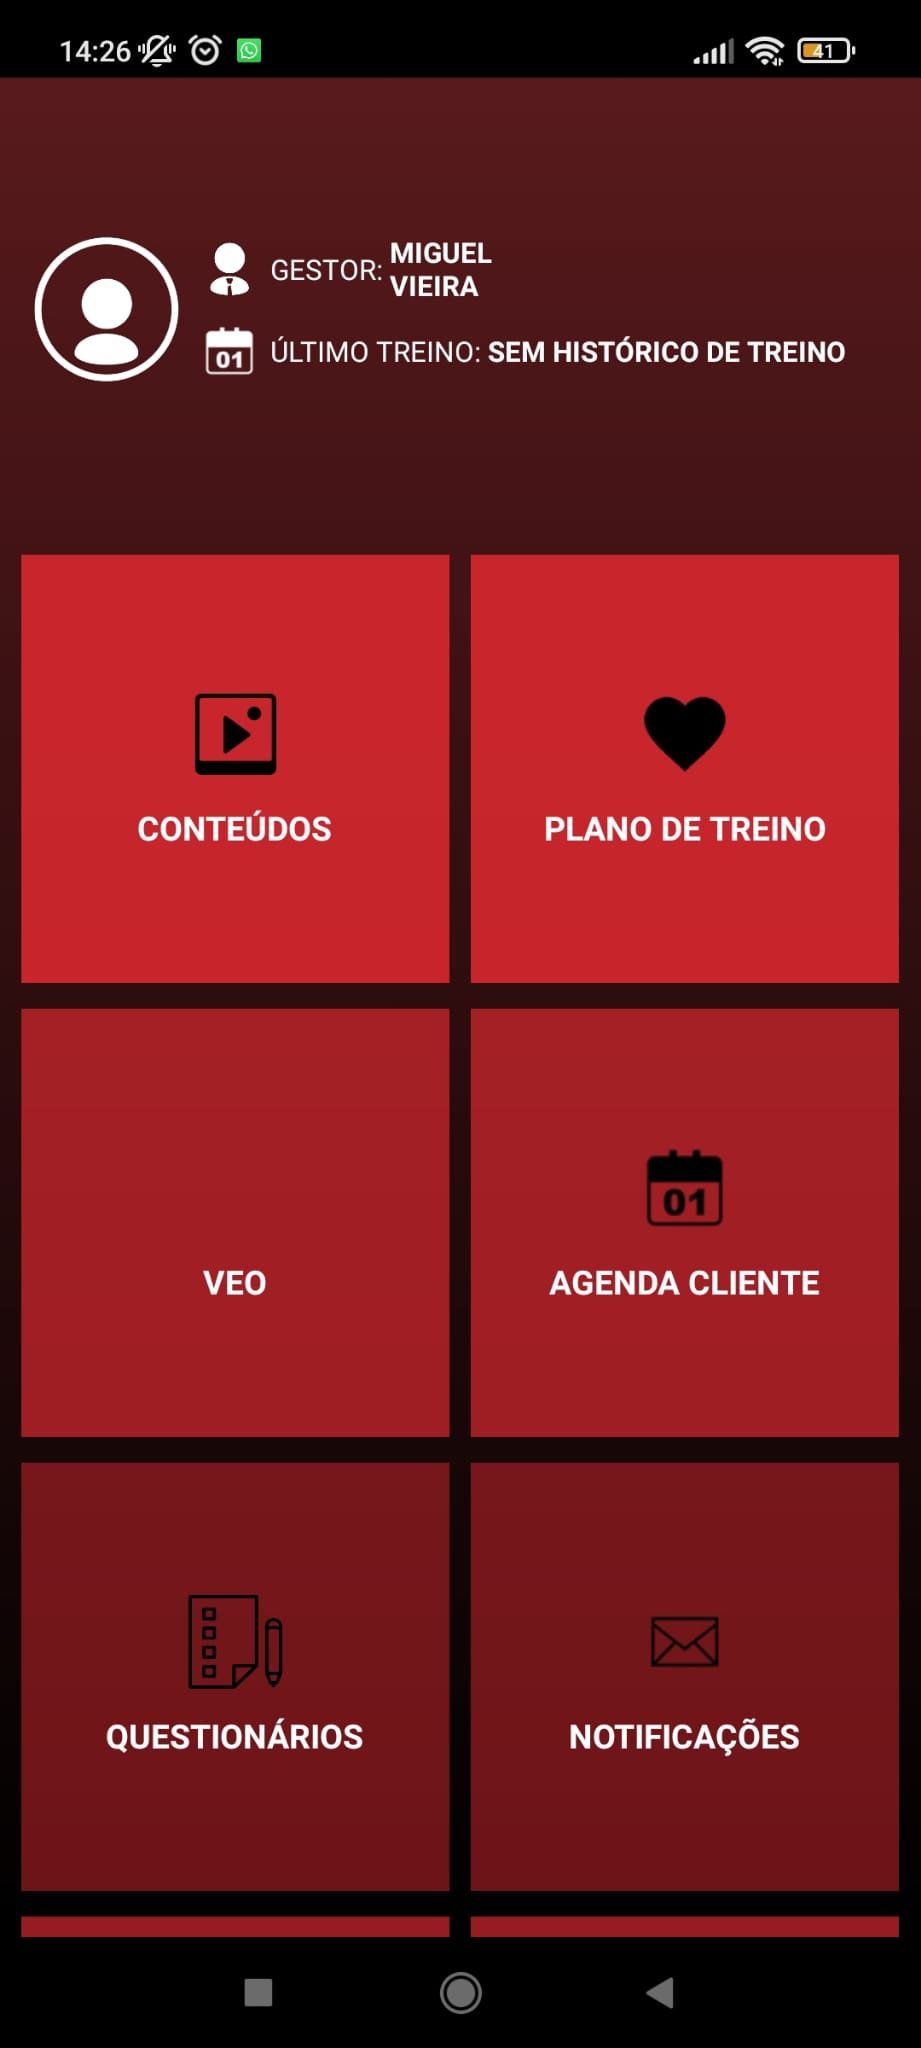 14:26
41
GESTOR: MIGUEL
VIEIRA
01
ÚLTIMO TREINO: SEM HISTÓRICO DE TREINO
CONTEÚDOS
PLANO DE TREINO
VEO
01
AGENDA CLIENTE
QUESTIONÁRIOS
NOTIFICAÇÕES